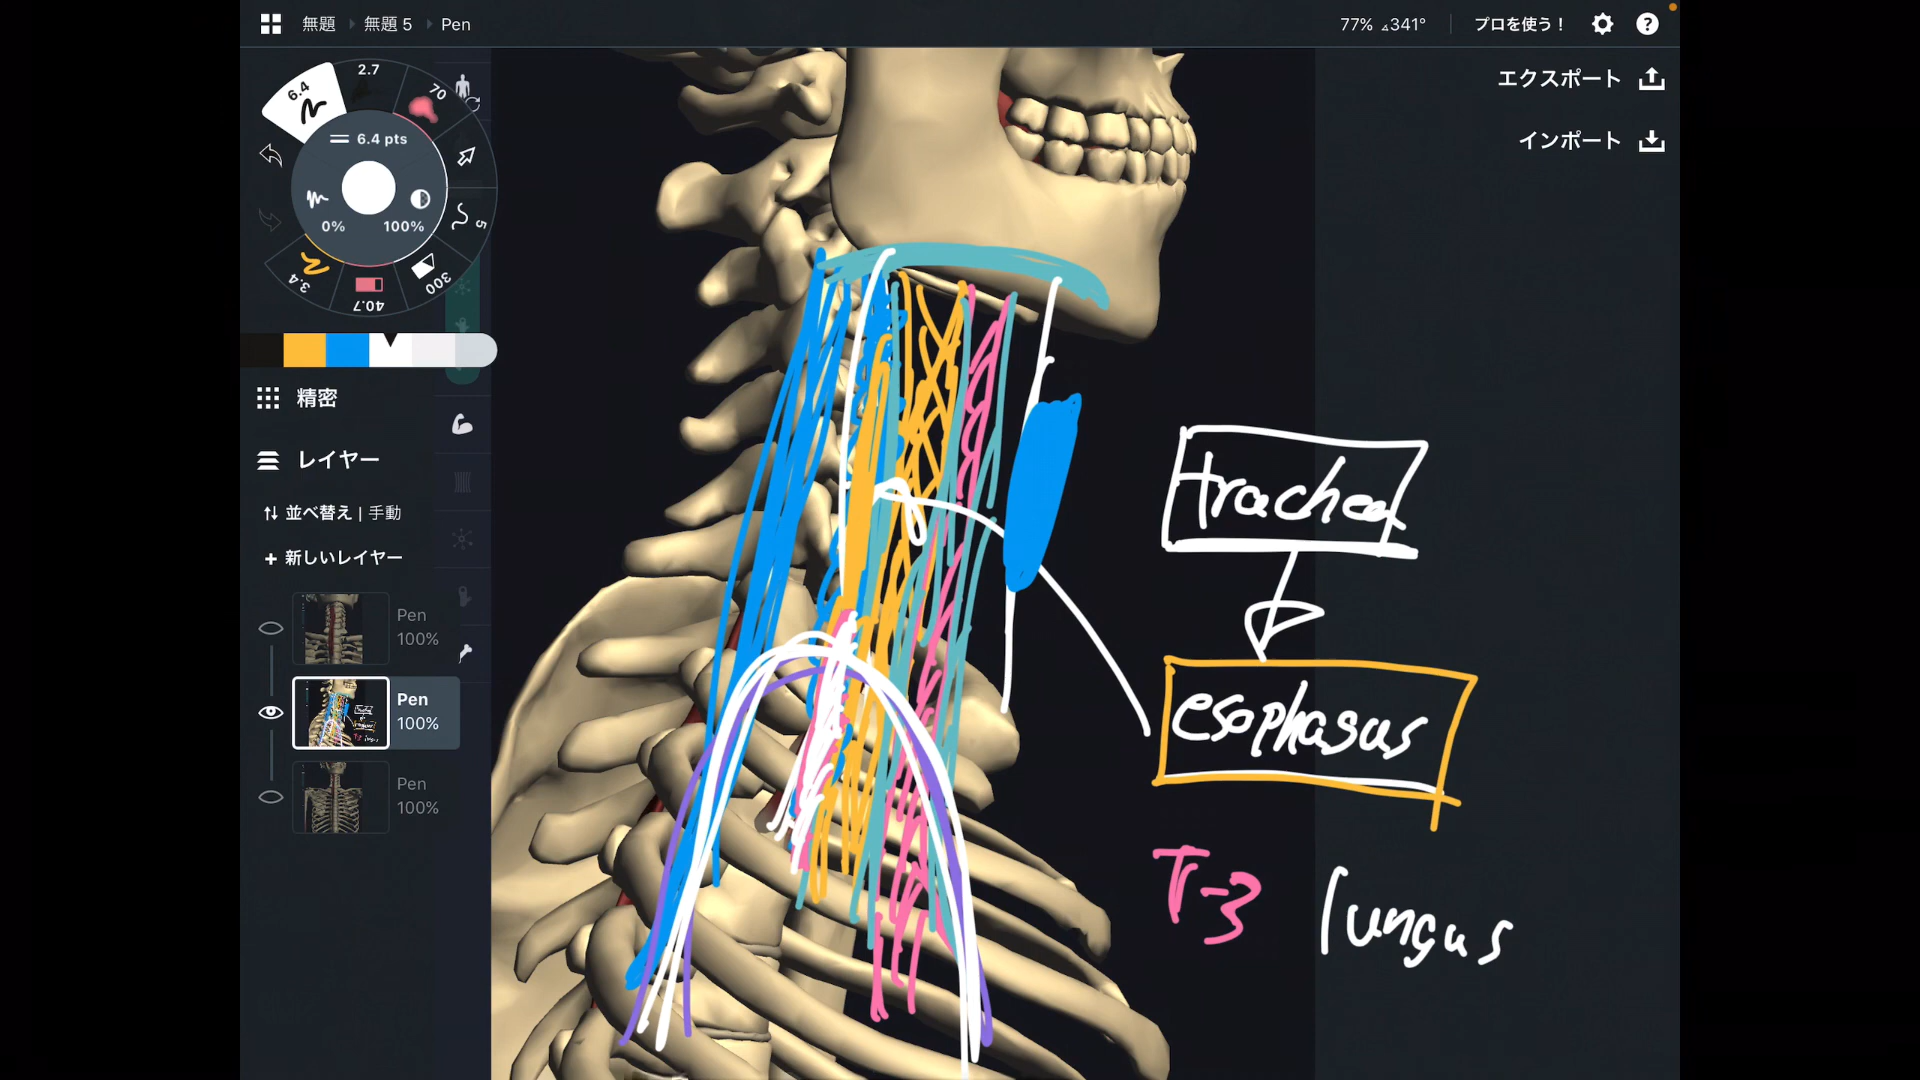 無題 無題 5 Pen
77% ⦟341° プロを使う！
エクスポート
インポート
2.7
6.4
70
6.4 pts
5
0% 100%
3.4
40.7
300
精密
レイヤー
並べ替え | 手動
+ 新しいレイヤー
Pen
100%
Pen
100%
Pen
100%
trachea
esophagus
T-3 lungus